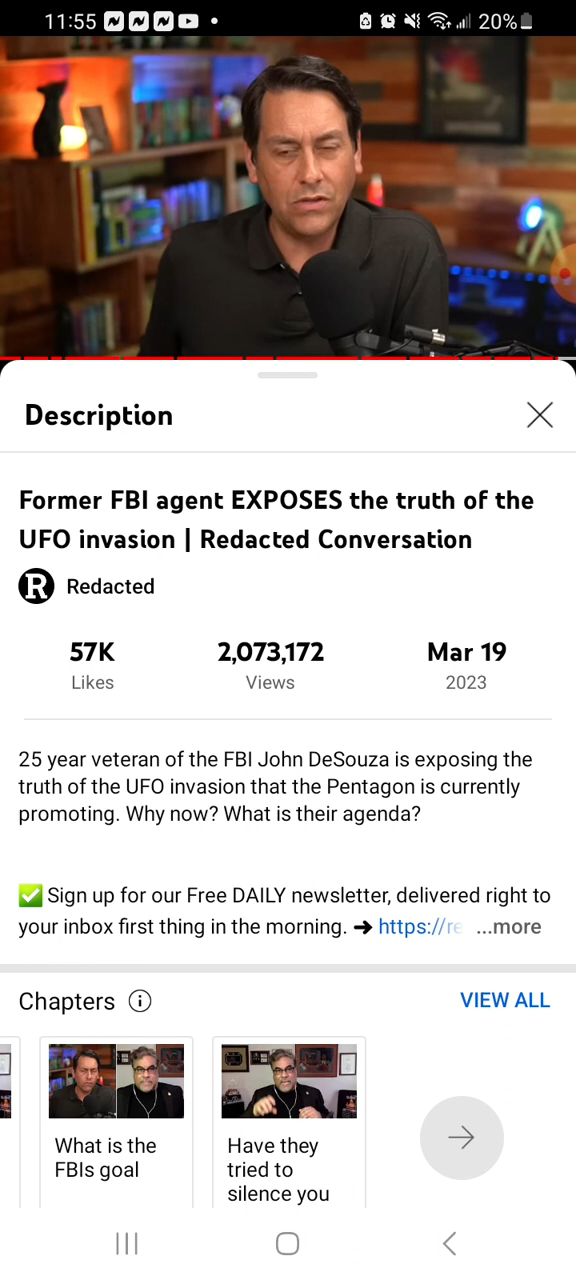 11:55
20%
Description
Former FBI agent EXPOSES the truth of the
UFO invasion | Redacted Conversation
R Redacted
57K 2,073,172 Mar 19
Likes Views 2023
25 year veteran of the FBI John DeSouza is exposing the
truth of the UFO invasion that the Pentagon is currently
promoting. Why now? What is their agenda?
✅ Sign up for our Free DAILY newsletter, delivered right to
your inbox first thing in the morning. ➜ https://re ...more
Chapters VIEW ALL
What is the
FBIs goal
Have they
tried to
silence you